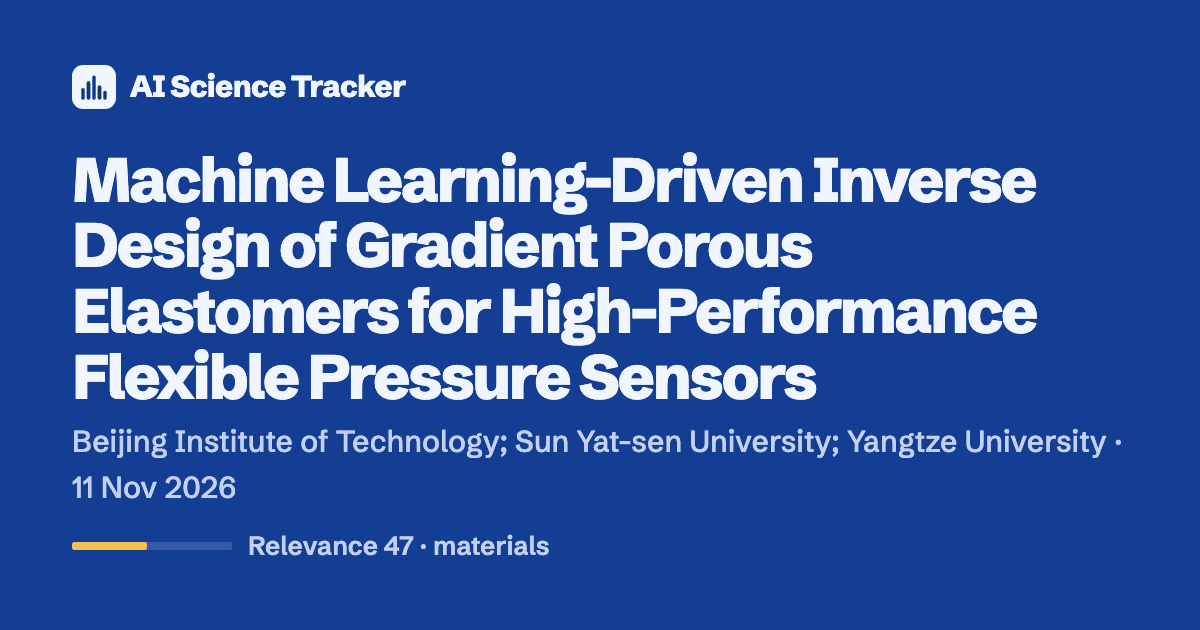 AI Science Tracker
Machine Learning-Driven Inverse
Design of Gradient Porous
Elastomers for High-Performance
Flexible Pressure Sensors
Beijing Institute of Technology; Sun Yat-sen University; Yangtze University ·
11 Nov 2026
Relevance 47 · materials